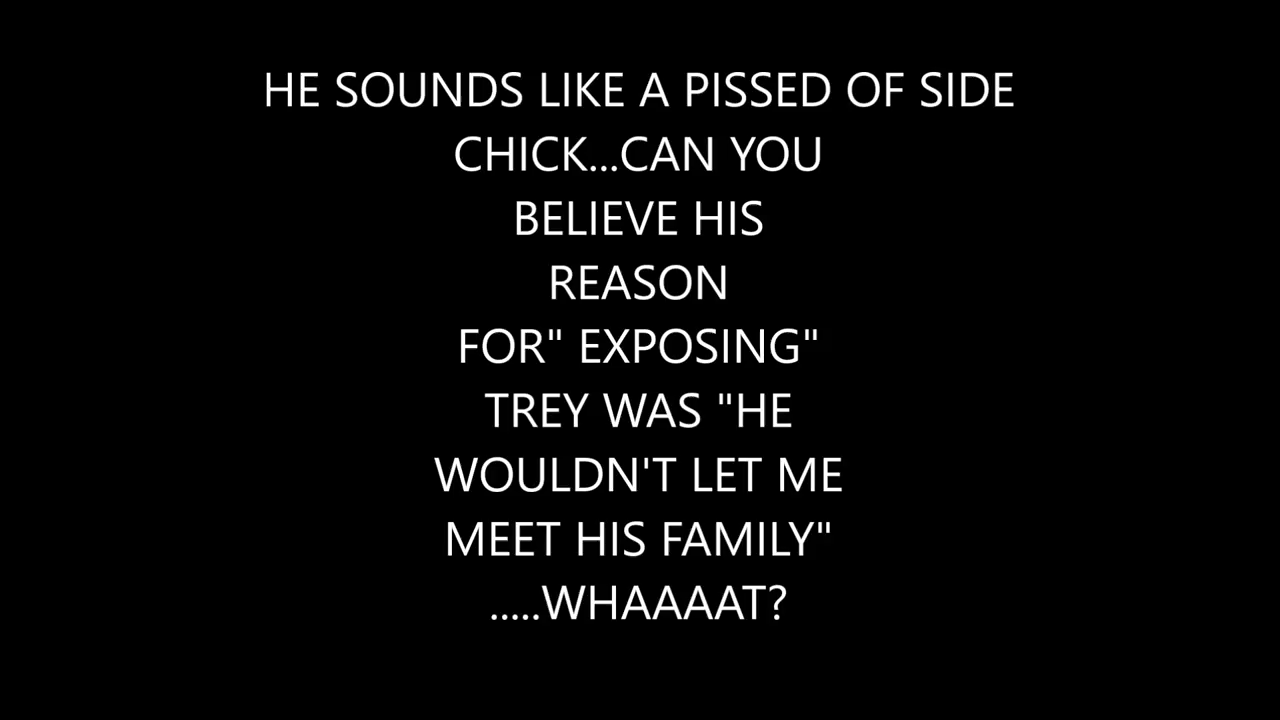 HE SOUNDS LIKE A PISSED OF SIDE
CHICK...CAN YOU
BELIEVE HIS
REASON
FOR" EXPOSING"
TREY WAS "HE
WOULDN'T LET ME
MEET HIS FAMILY"
.....WHAAAAT?